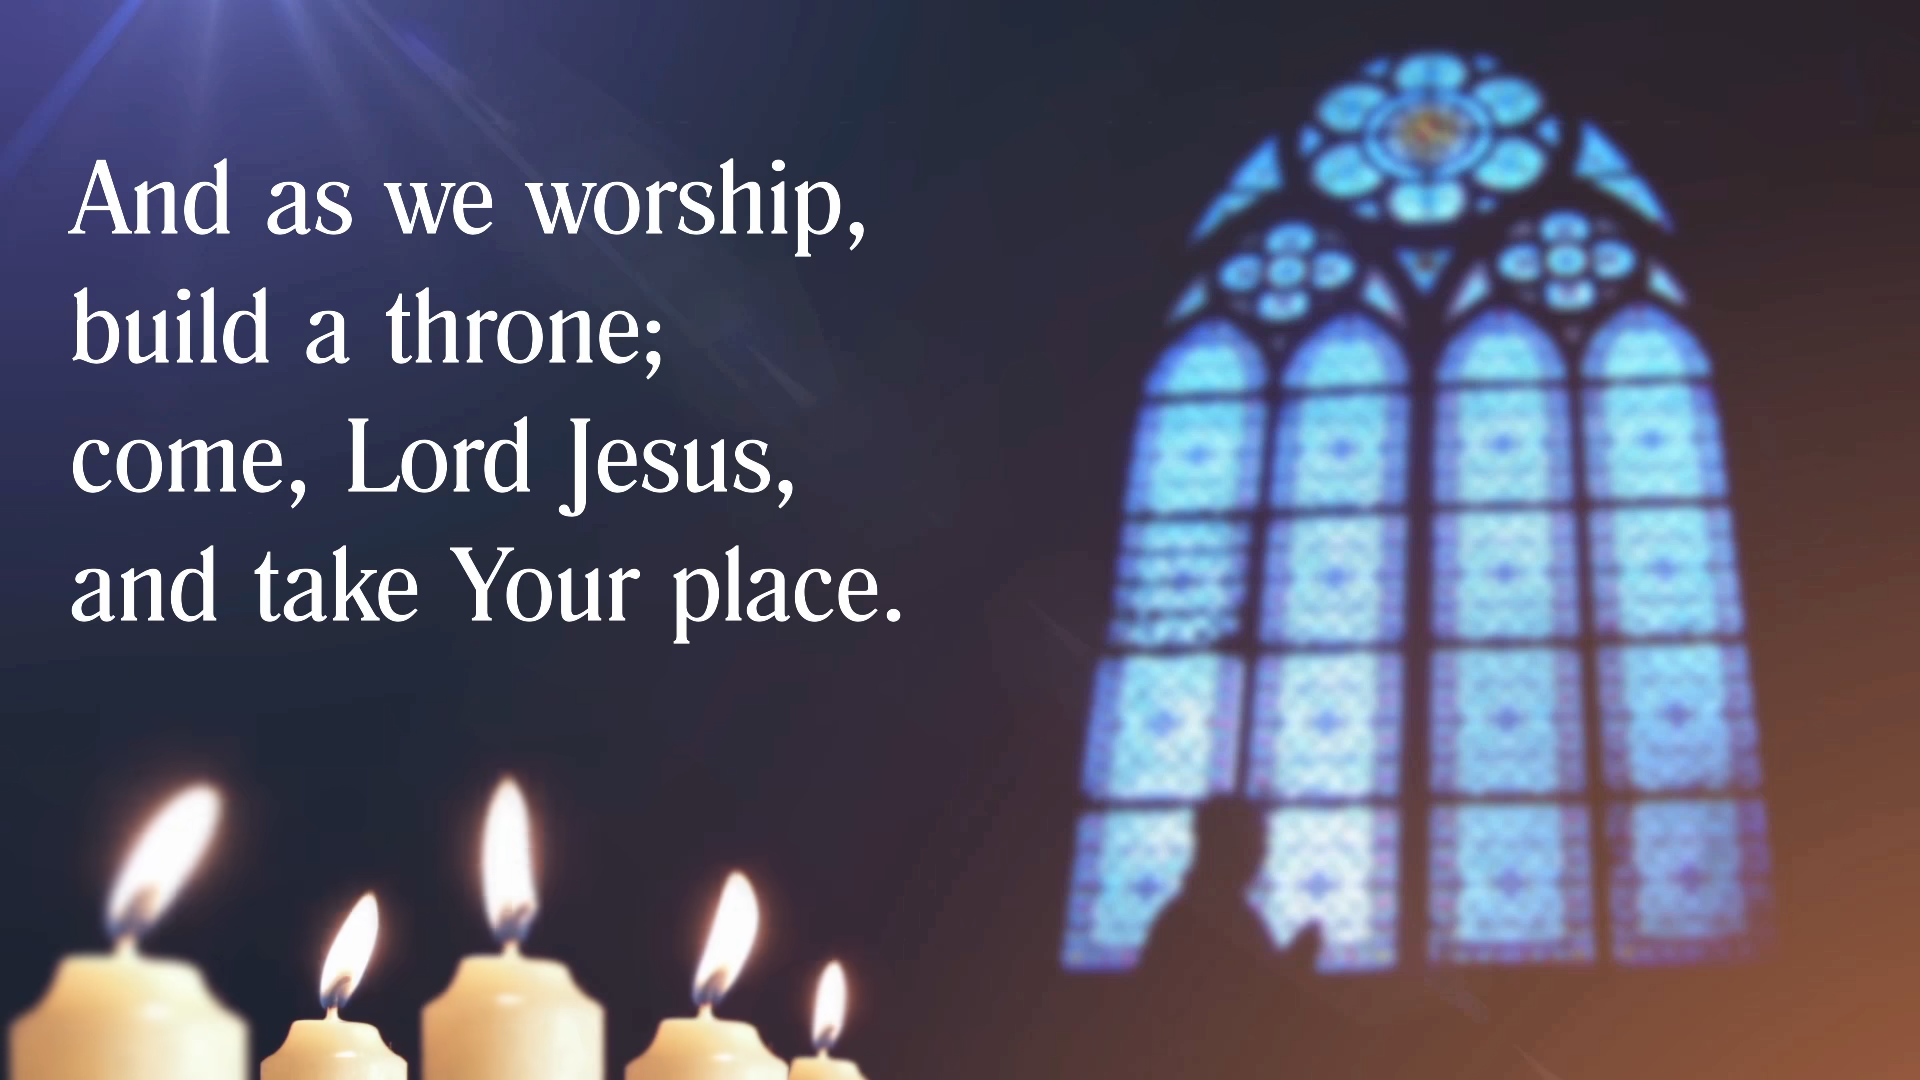 And as we worship,
build a throne;
come, Lord Jesus,
and take Your place.